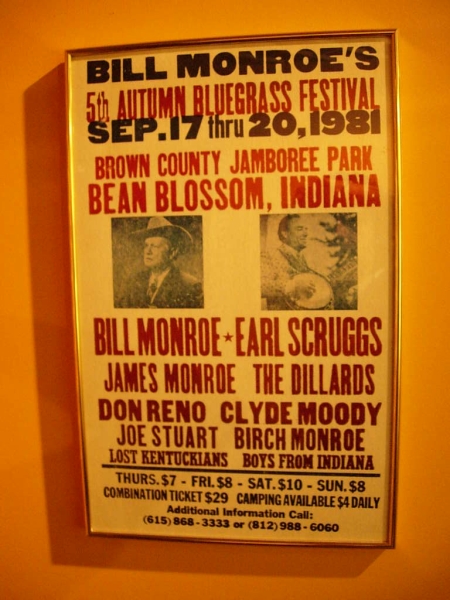 BILL MONROE'S
5th AUTUMN BLUEGRASS FESTIVAL
SEP. 17 thru 20, 1981
BROWN COUNTY JAMBOREE PARK
BEAN BLOSSOM, INDIANA
BILL MONROE ★ EARL SCRUGGS
JAMES MONROE THE DILLARDS
DON RENO CLYDE MOODY
JOE STUART BIRCH MONROE
LOST KENTUCKIANS BOYS FROM INDIANA
THURS. $7 - FRI. $8 - SAT. $10 - SUN. $8
COMBINATION TICKET $29 CAMPING AVAILABLE $4 DAILY
Additional Information Call:
(615) 868-3333 or (812) 988-6060